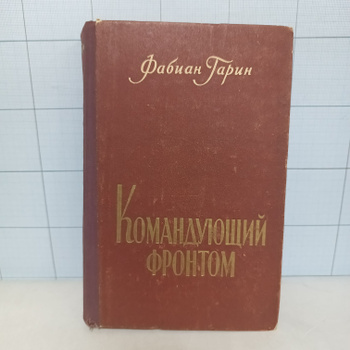 Фабиан Гарин
Командующий
фронтом